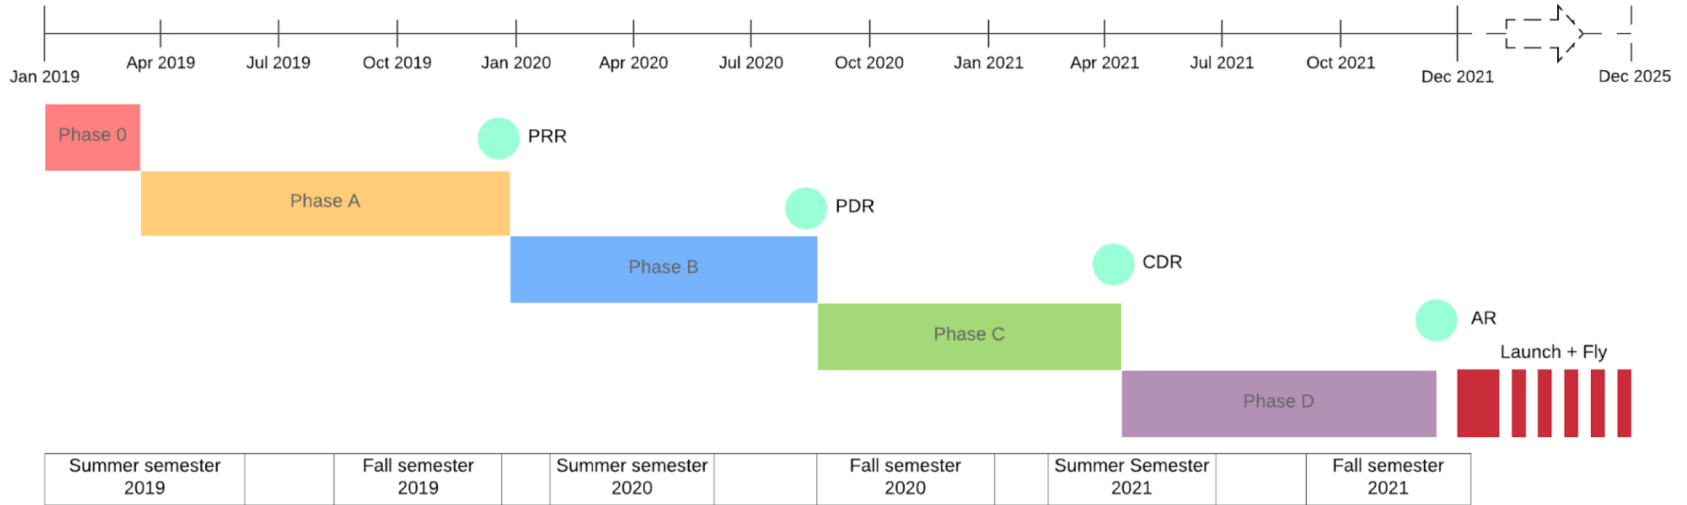 Jan 2019
Apr 2019
Jul 2019
Oct 2019
Jan 2020
Apr 2020
Jul 2020
Oct 2020
Jan 2021
Apr 2021
Jul 2021
Oct 2021
Dec 2021
Dec 2025
Phase 0
PRR
Phase A
PDR
Phase B
CDR
Phase C
AR
Launch + Fly
Phase D
Summer semester
2019
Fall semester
2019
Summer semester
2020
Fall semester
2020
Summer Semester
2021
Fall semester
2021